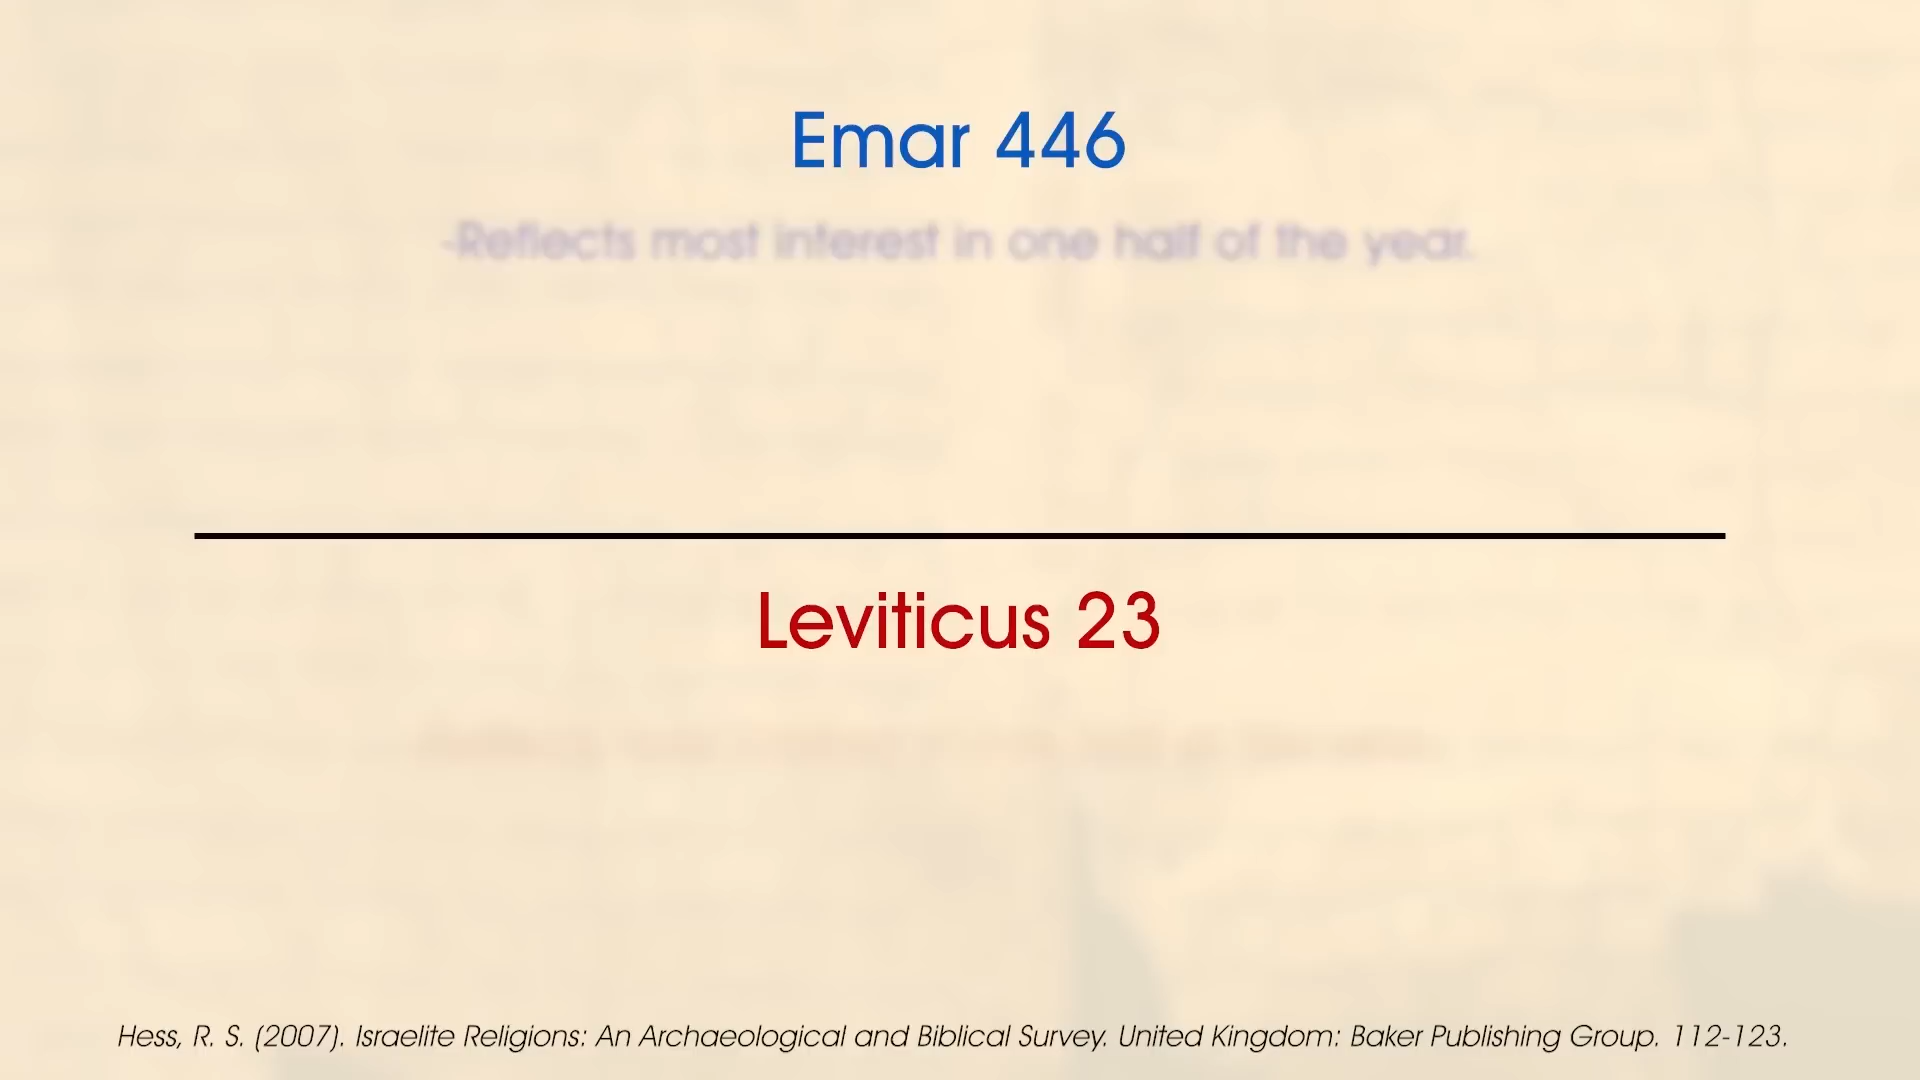 Emar 446
-Reflects most interest in one half of the year.
Leviticus 23
Hess, R. S. (2007). Israelite Religions: An Archaeological and Biblical Survey. United Kingdom: Baker Publishing Group. 112-123.